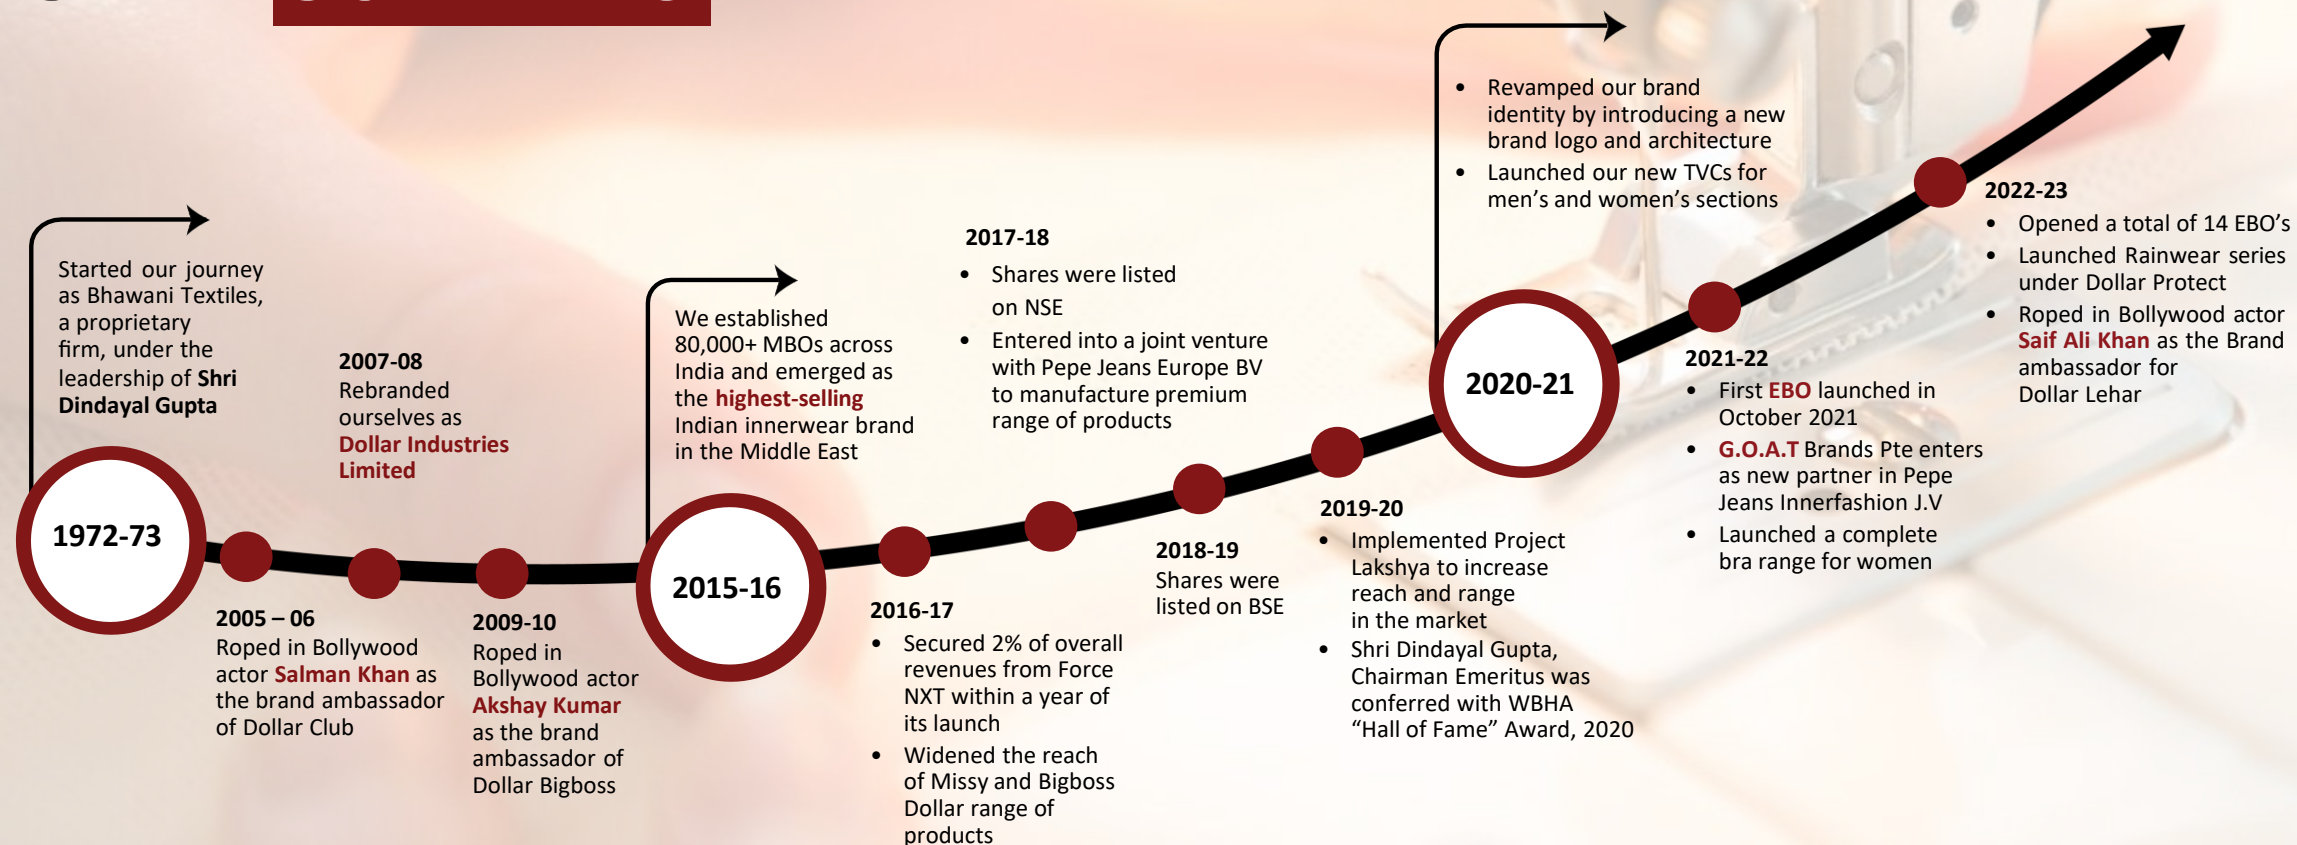 Started our journey
as Bhawani Textiles,
a proprietary
firm, under the
leadership of Shri
Dindayal Gupta
1972-73
2005 – 06
Roped in Bollywood
actor Salman Khan as
the brand ambassador
of Dollar Club
2007-08
Rebranded
ourselves as
Dollar Industries
Limited
2009-10
Roped in
Bollywood actor
Akshay Kumar
as the brand
ambassador of
Dollar Bigboss
We established
80,000+ MBOs across
India and emerged as
the highest-selling
Indian innerwear brand
in the Middle East
2015-16
2016-17
• Secured 2% of overall
revenues from Force
NXT within a year of
its launch
• Widened the reach
of Missy and Bigboss
Dollar range of
products
2017-18
• Shares were listed
on NSE
• Entered into a joint venture
with Pepe Jeans Europe BV
to manufacture premium
range of products
2018-19
Shares were
listed on BSE
2019-20
• Implemented Project
Lakshya to increase
reach and range
in the market
• Shri Dindayal Gupta,
Chairman Emeritus was
conferred with WBHA
“Hall of Fame” Award, 2020
• Revamped our brand
identity by introducing a new
brand logo and architecture
• Launched our new TVCs for
men’s and women’s sections
2020-21
2021-22
• First EBO launched in
October 2021
• G.O.A.T Brands Pte enters
as new partner in Pepe
Jeans Innerfashion J.V
• Launched a complete
bra range for women
2022-23
• Opened a total of 14 EBO’s
• Launched Rainwear series
under Dollar Protect
• Roped in Bollywood actor
Saif Ali Khan as the Brand
ambassador for
Dollar Lehar